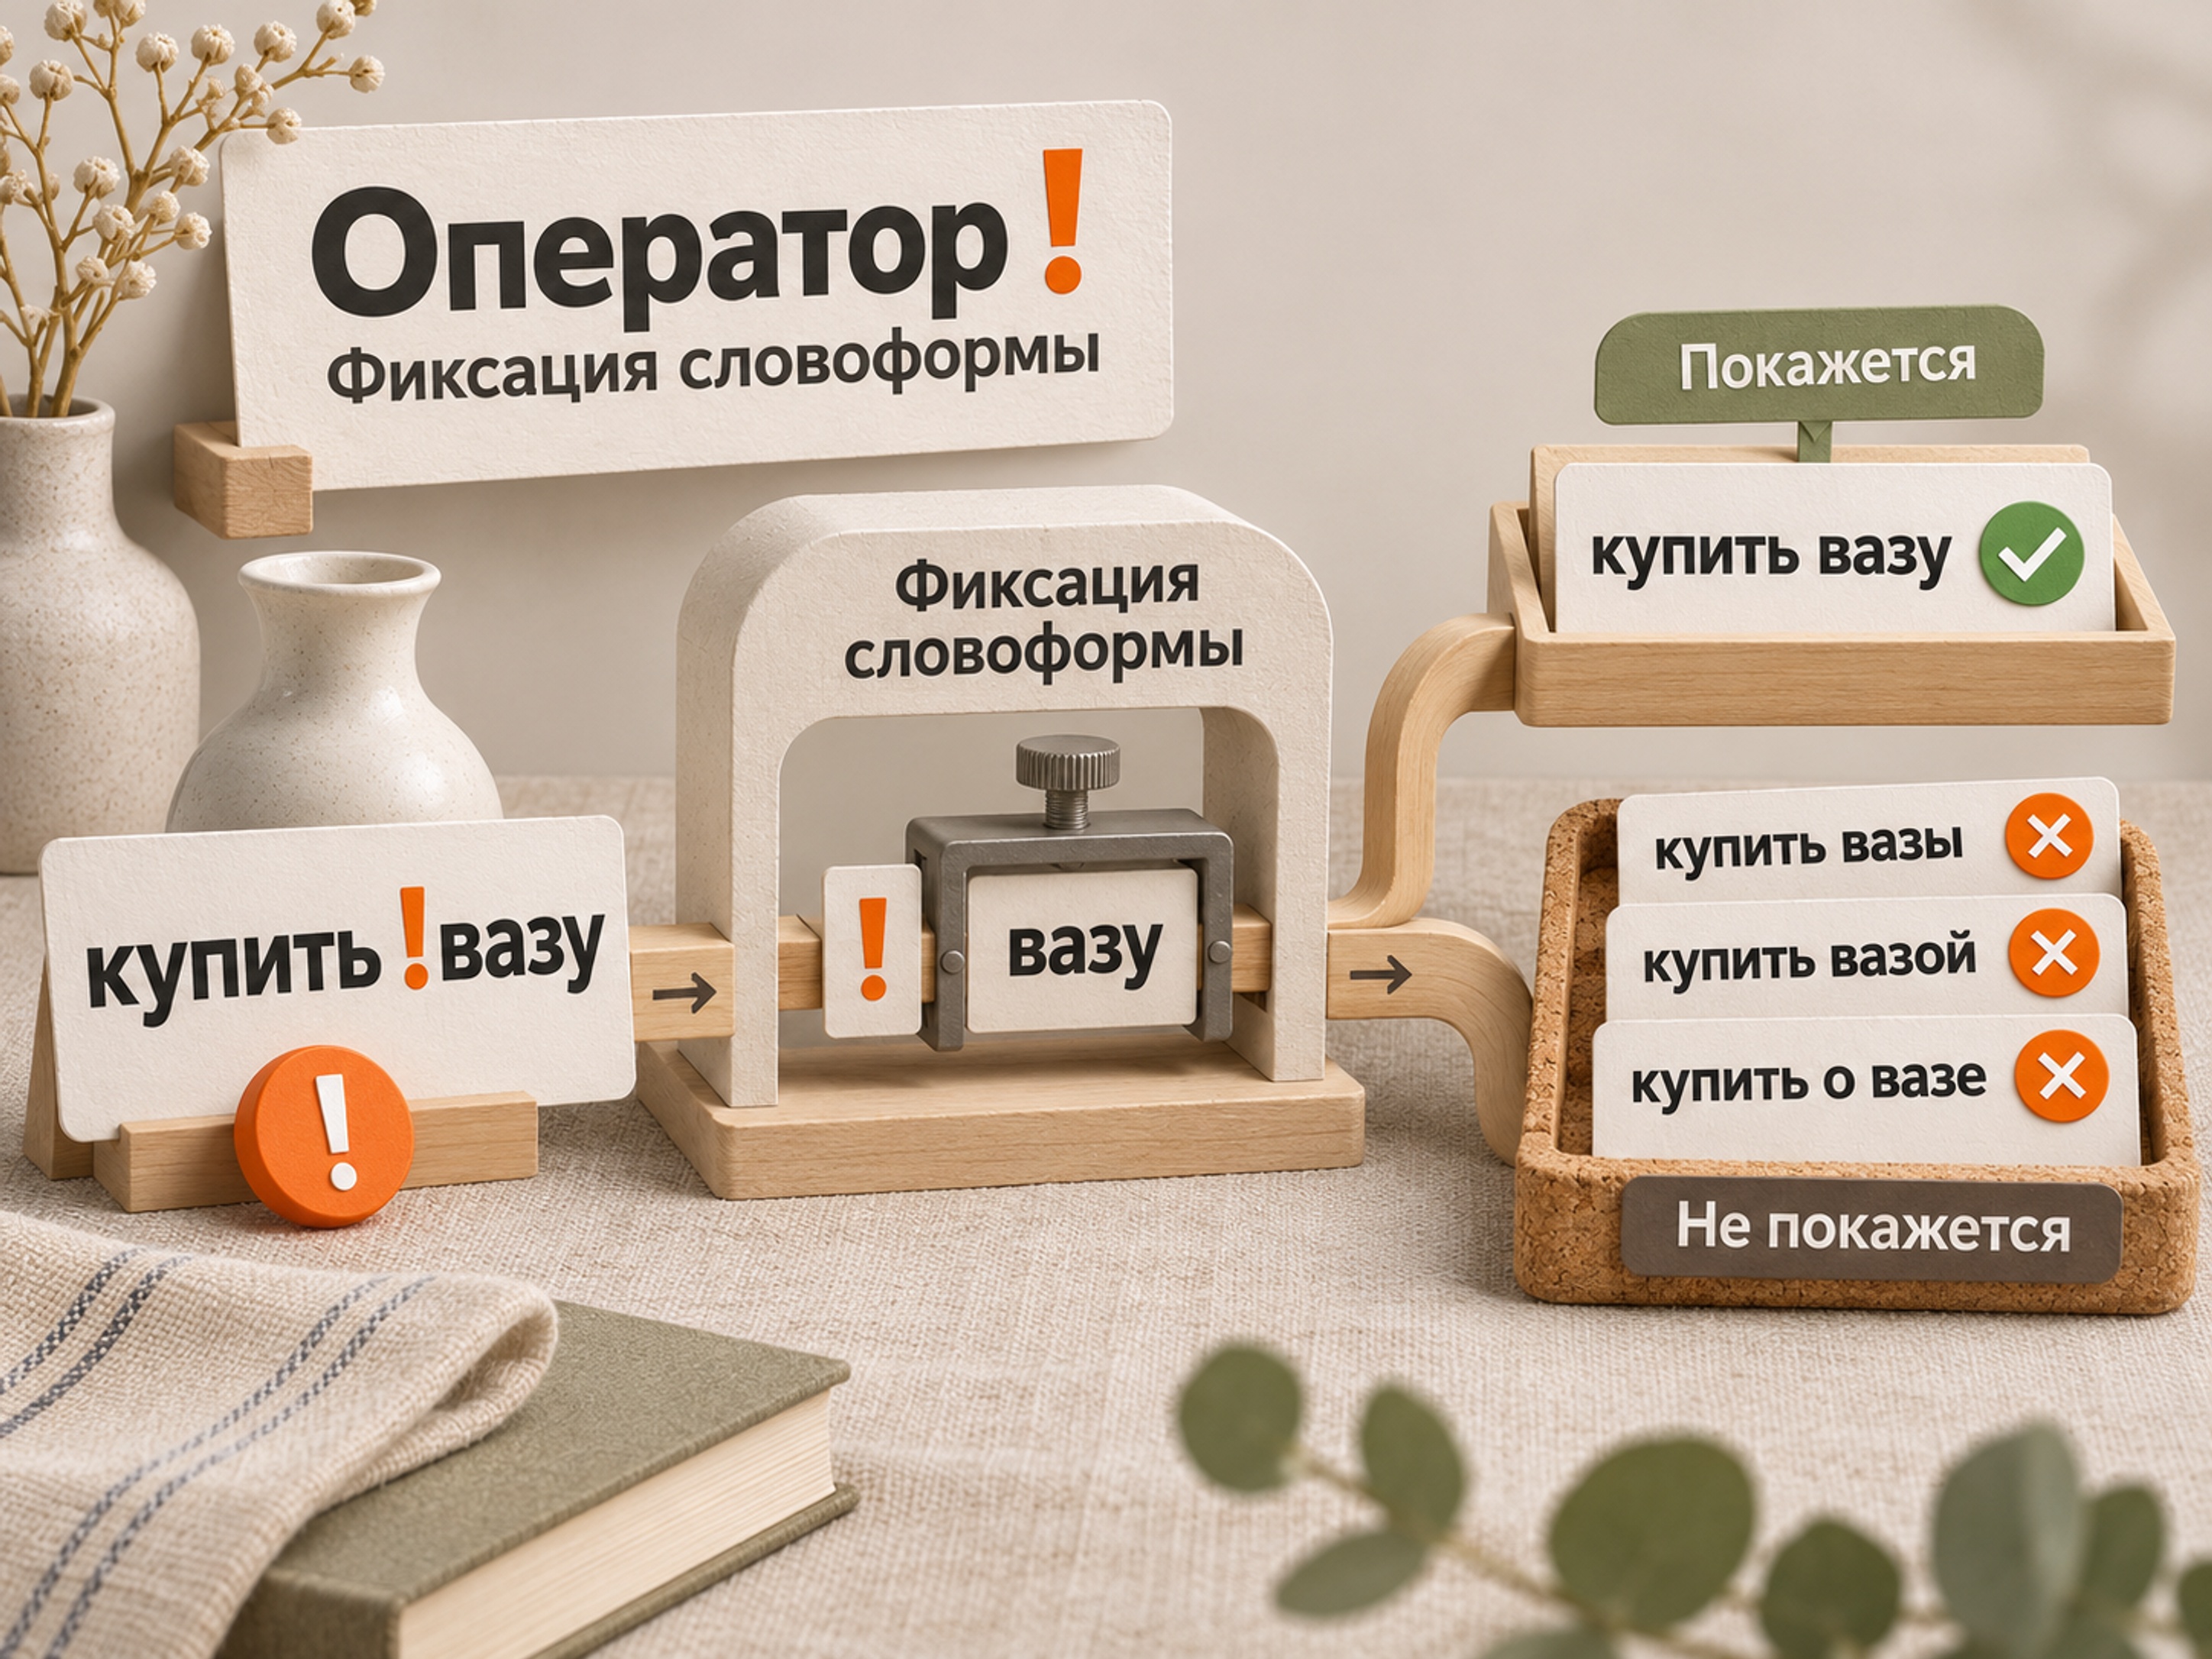 Оператор!
Фиксация словоформы
Фиксация
словоформы
купить !вазу
!
! вазу
Покажется
купить вазу
купить вазы
купить вазой
купить о вазе
Не покажется